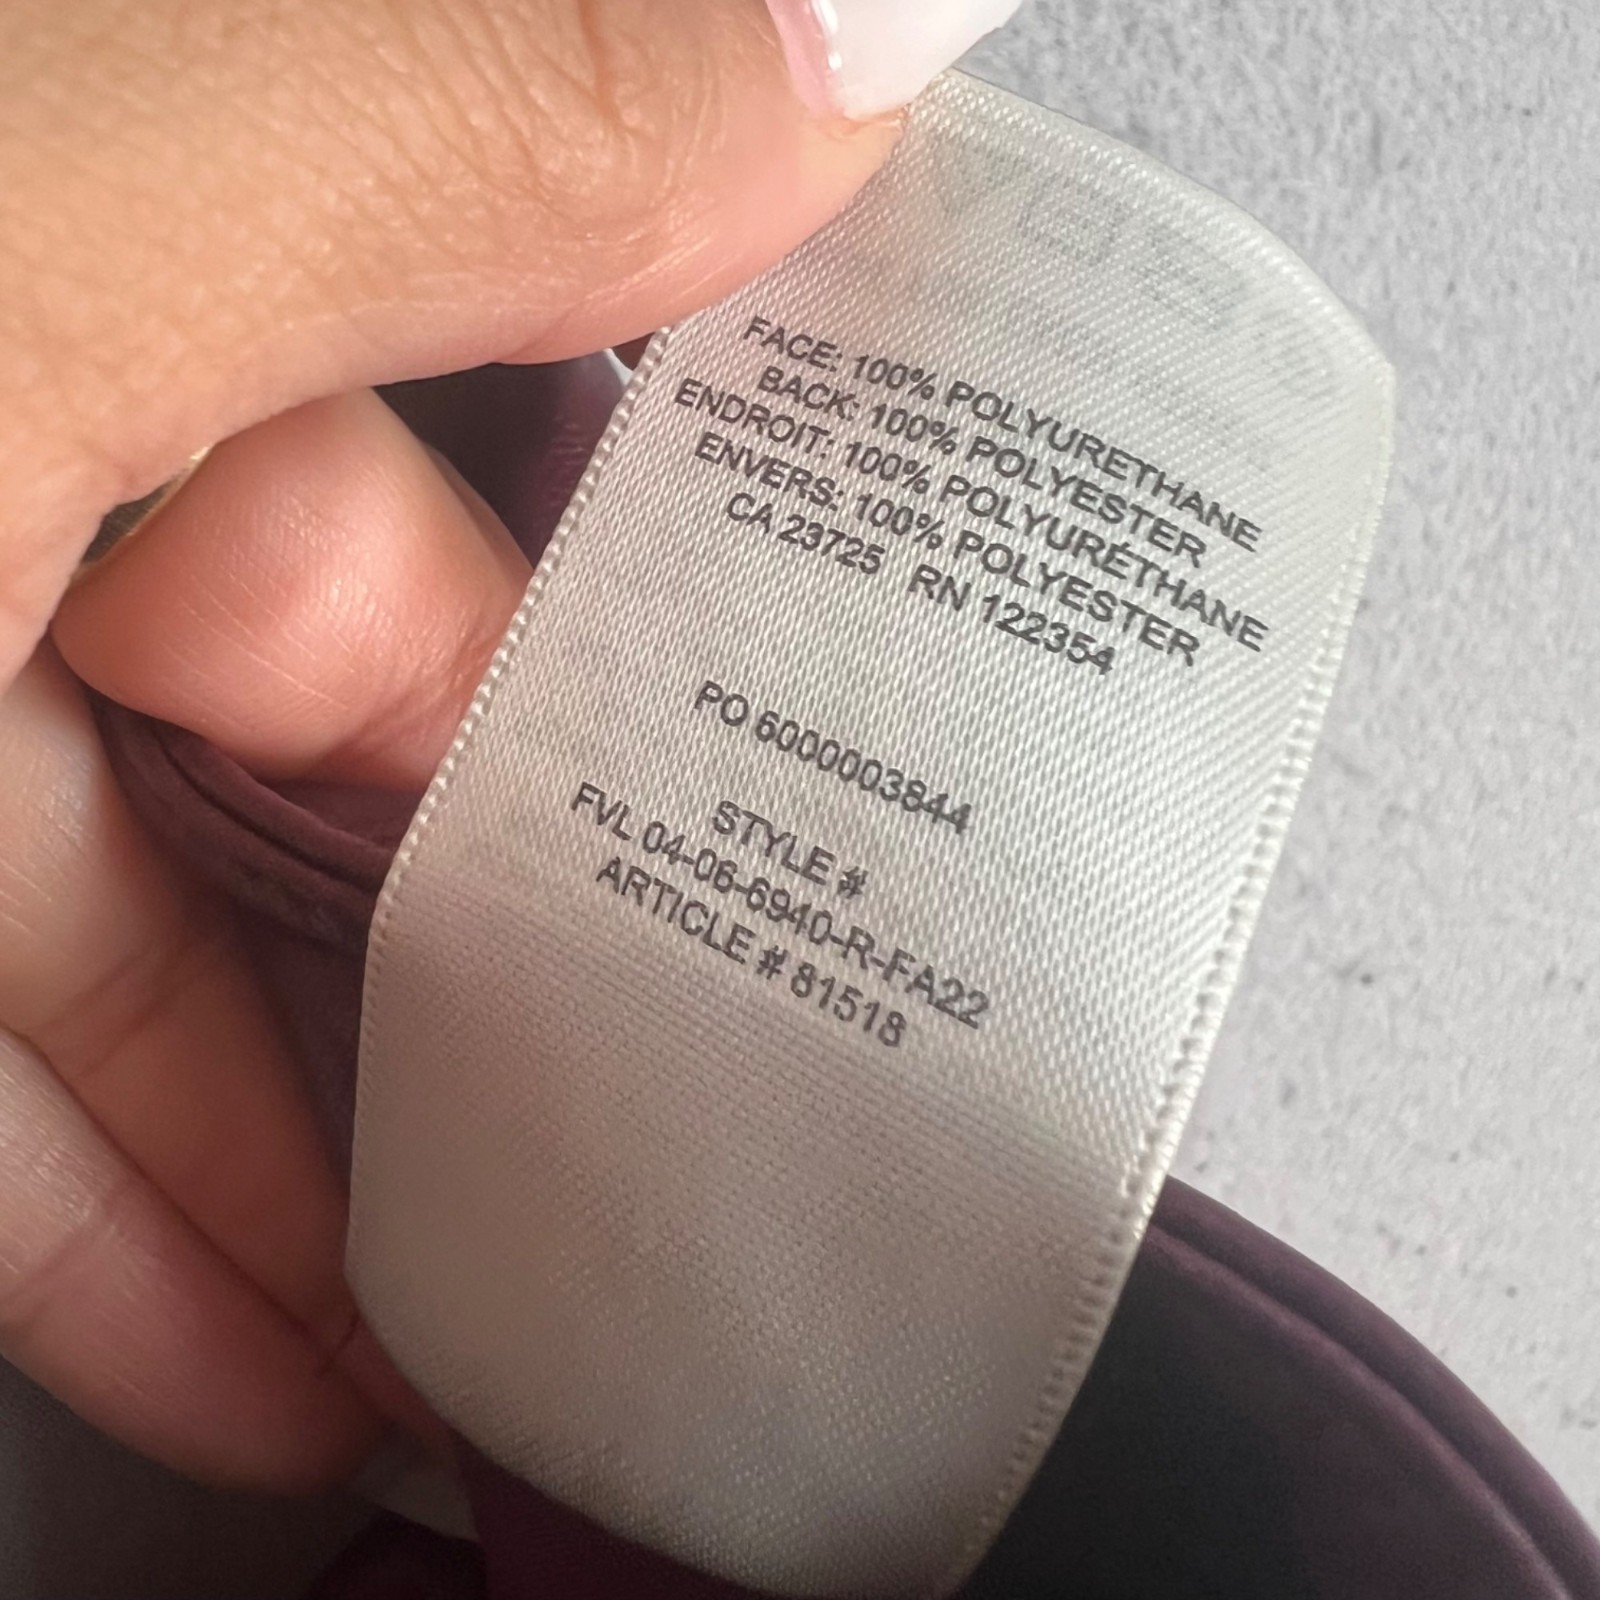 FACE: 100% POLYURETHANE
BACK: 100% POLYESTER
ENDROIT: 100% POLYURÉTHANE
ENVERS: 100% POLYESTER
CA 23725 RN 122354
PO 6000003844
STYLE #
FVL 04-06-6940-R-FA22
ARTICLE # 81518